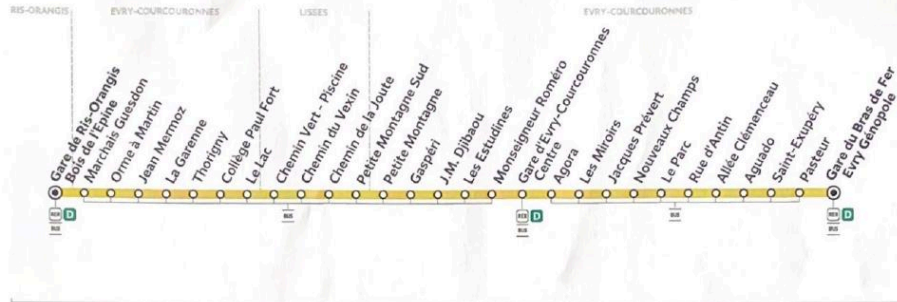 RIS-ORANGIS
EVRY-COURCOURONNES
LISSES
EVRY-COURCOURONNES
Gare de Ris-Orangis
Bois de l'Epine
Marchais Guesdon
Orme à Martin
Jean Mermoz
La Garenne
Thorigny
Collège Paul Fort
Le Lac
Chemin Vert - Piscine
Chemin du Vexin
Chemin de la Joute
Petite Montagne Sud
Petite Montagne
Gaspéri
J.M. Djibaou
Les Estudines
Monseigneur Roméro
Gare d'Evry-Courcouronnes
Centre
Agora
Les Miroirs
Jacques Prévert
Nouveaux Champs
Le Parc
Rue d'Antin
Allée Clémenceau
Aguado
Saint-Exupéry
Pasteur
Gare du Bras de Fer
Evry Génopole
RER D
BUS
BUS
RER D
BUS
BUS
RER D
BUS